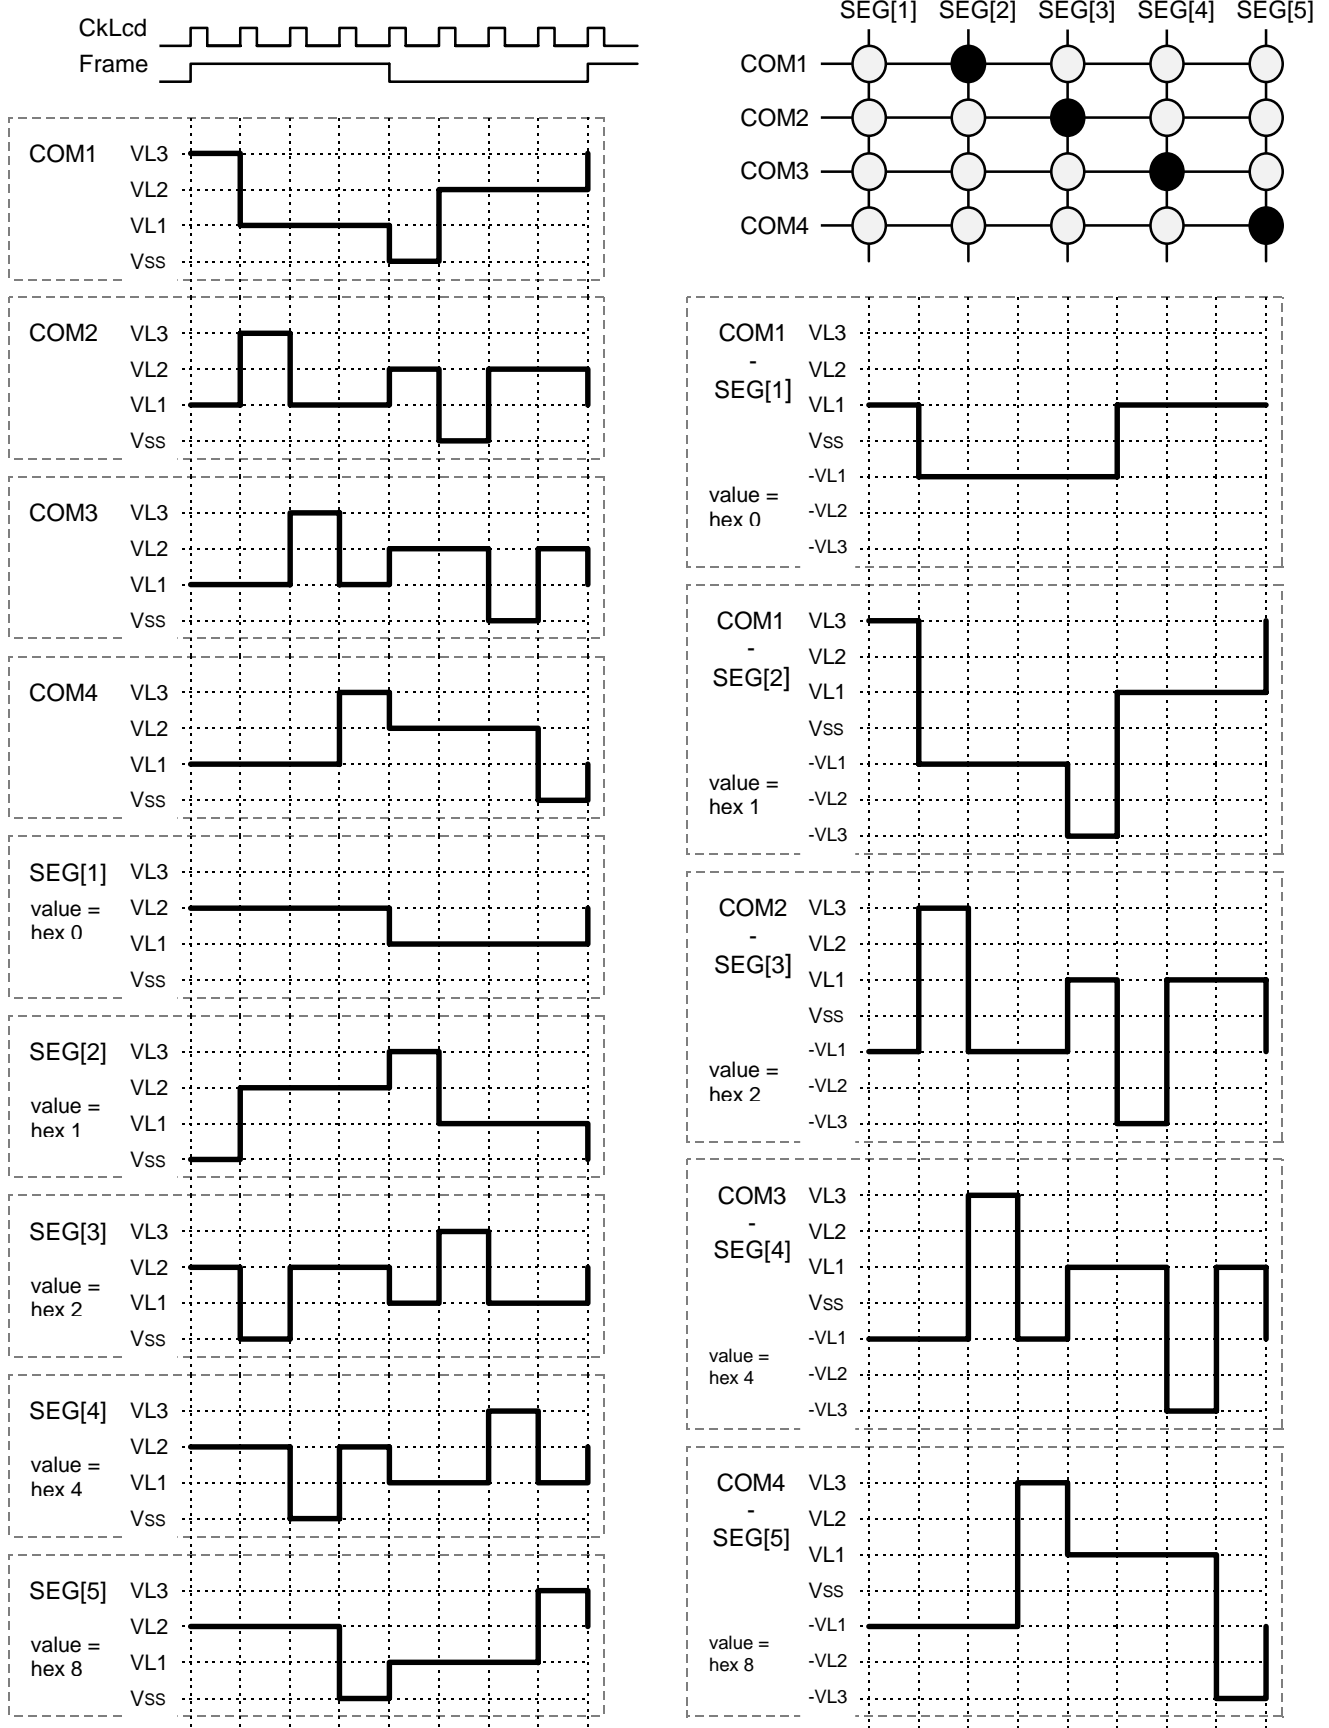 CkLcd
Frame
COM1
VL3
VL2
VL1
Vss
COM2
VL3
VL2
VL1
Vss
COM3
VL3
VL2
VL1
Vss
COM4
VL3
VL2
VL1
Vss
SEG[1]
value =
hex 0
VL3
VL2
VL1
Vss
SEG[2]
value =
hex 1
VL3
VL2
VL1
Vss
SEG[3]
value =
hex 2
VL3
VL2
VL1
Vss
SEG[4]
value =
hex 4
VL3
VL2
VL1
Vss
SEG[5]
value =
hex 8
VL3
VL2
VL1
Vss
SEG[1] SEG[2] SEG[3] SEG[4] SEG[5]
COM1
COM2
COM3
COM4
COM1
-
SEG[1]
value =
hex 0
VL3
VL2
VL1
Vss
-VL1
-VL2
-VL3
COM1
-
SEG[2]
value =
hex 1
VL3
VL2
VL1
Vss
-VL1
-VL2
-VL3
COM2
-
SEG[3]
value =
hex 2
VL3
VL2
VL1
Vss
-VL1
-VL2
-VL3
COM3
-
SEG[4]
value =
hex 4
VL3
VL2
VL1
Vss
-VL1
-VL2
-VL3
COM4
-
SEG[5]
value =
hex 8
VL3
VL2
VL1
Vss
-VL1
-VL2
-VL3